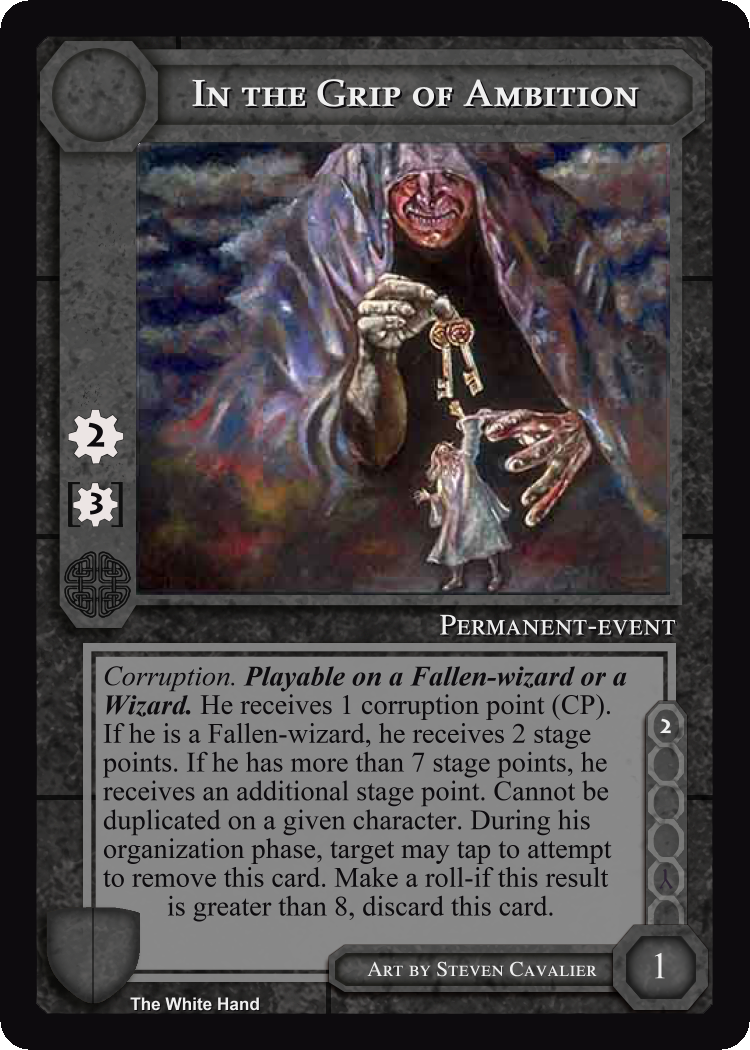 In the Grip of Ambition
2
[3]
Permanent-event
Corruption. Playable on a Fallen-wizard or a
Wizard. He receives 1 corruption point (CP).
If he is a Fallen-wizard, he receives 2 stage
points. If he has more than 7 stage points, he
receives an additional stage point. Cannot be
duplicated on a given character. During his
organization phase, target may tap to attempt
to remove this card. Make a roll-if this result
is greater than 8, discard this card.
2
Art by Steven Cavalier
1
The White Hand